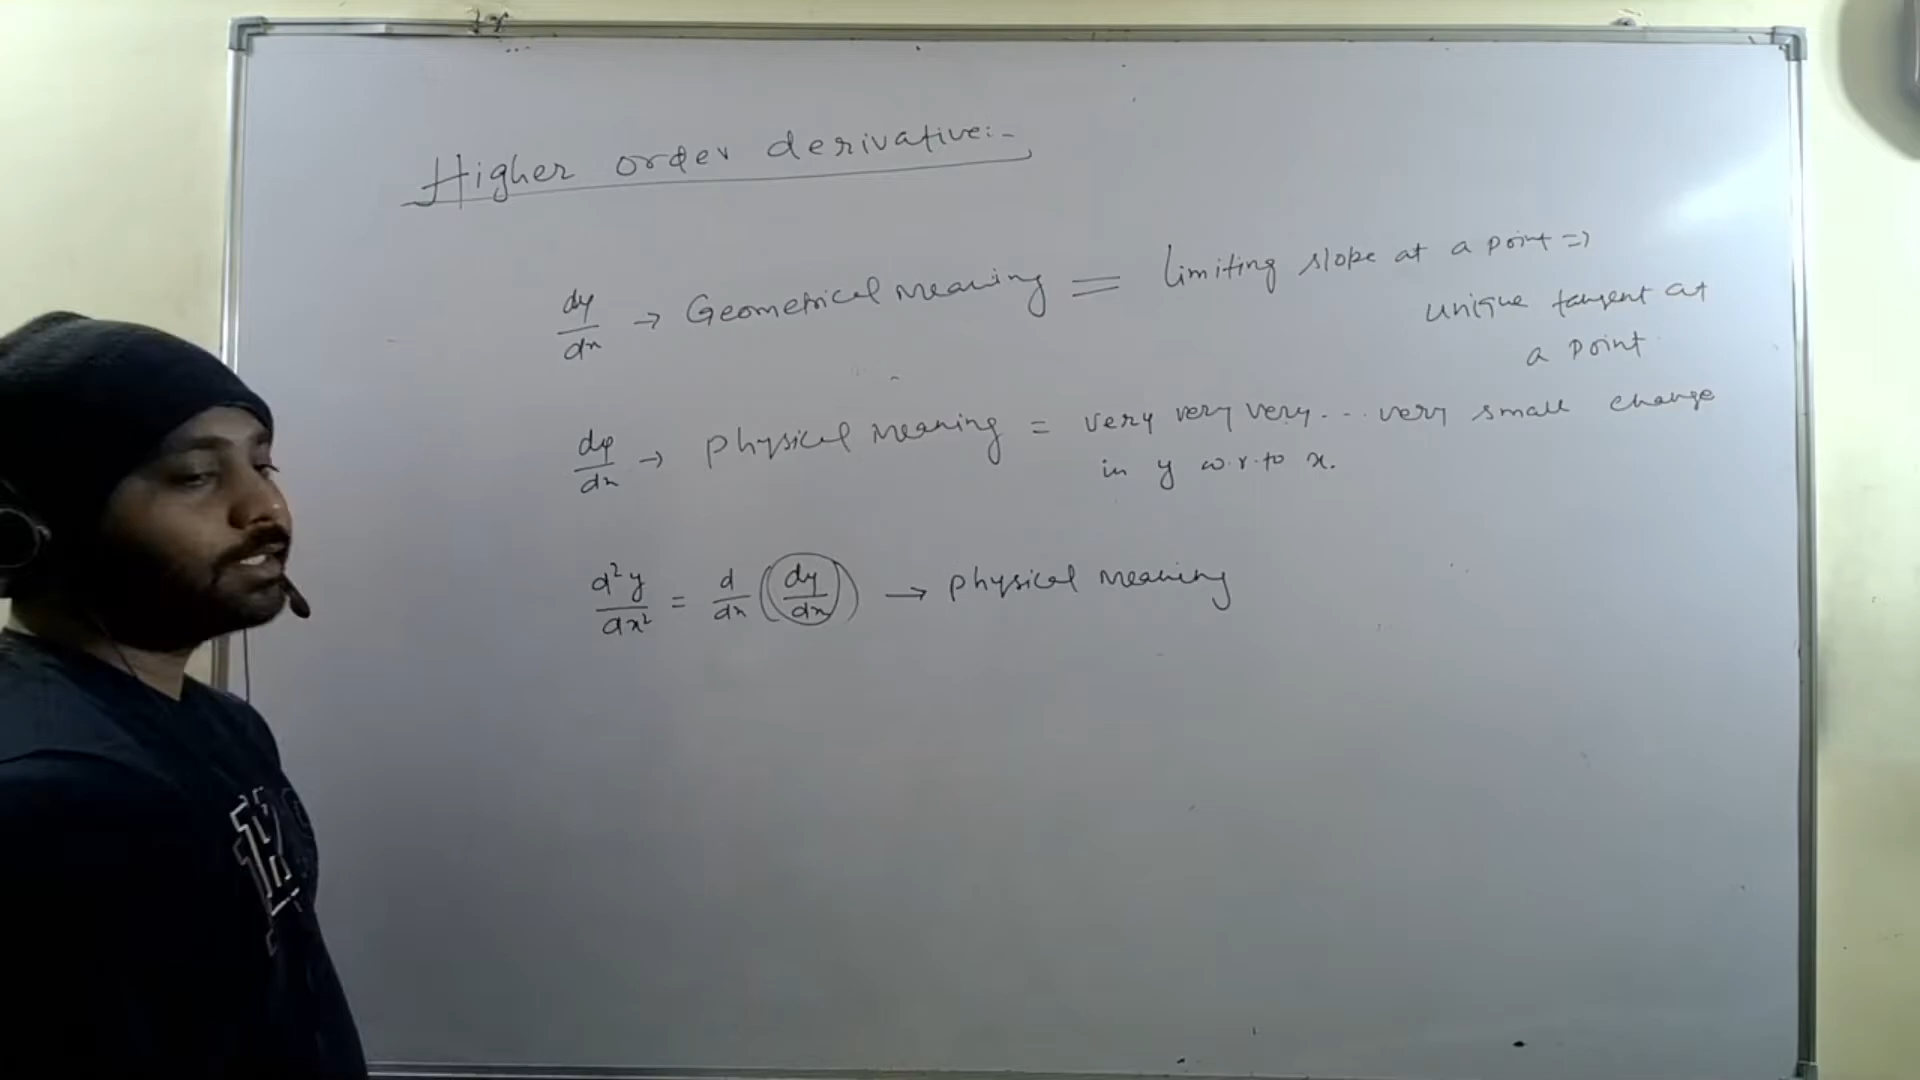 Higher order derivative:-
dy/dx → Geometrical meaning = limiting slope at a point =>
unique tangent at
a point
dy/dx → physical meaning = very very very... very small change
in y w.r.to x.
d²y/dx² = d/dx (dy/dx) → physical meaning